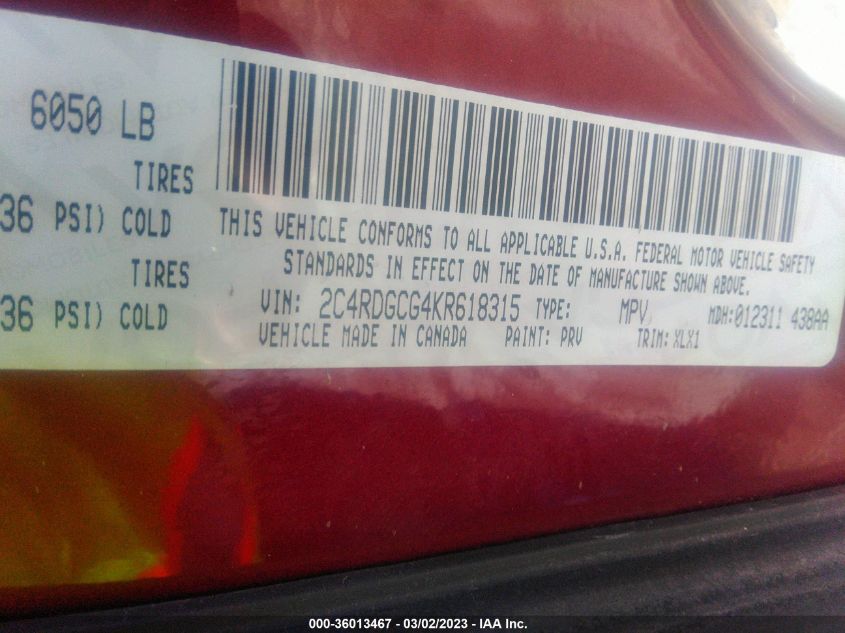 6050 LB
TIRES
36 PSI) COLD
TIRES
36 PSI) COLD
THIS VEHICLE CONFORMS TO ALL APPLICABLE U.S.A. FEDERAL MOTOR VEHICLE SAFETY
STANDARDS IN EFFECT ON THE DATE OF MANUFACTURE SHOWN ABOVE.
VIN: 2C4RDGCG4KR618315 TYPE: MPV MDH:012311 438AA
VEHICLE MADE IN CANADA PAINT: PRV TRIM: XLX1
000-36013467 - 03/02/2023 - IAA Inc.